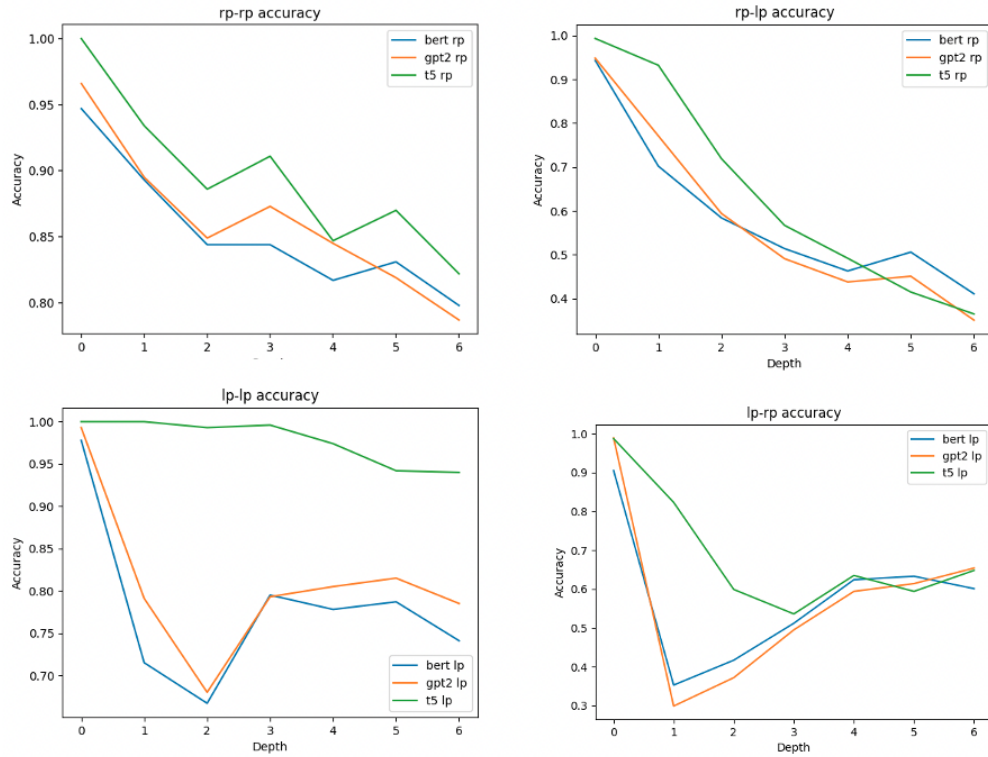 rp-rp accuracy
bert rp
gpt2 rp
t5 rp
Accuracy
1.00
0.95
0.90
0.85
0.80
0 1 2 3 4 5 6
rp-lp accuracy
bert rp
gpt2 rp
t5 rp
Accuracy
1.0
0.9
0.8
0.7
0.6
0.5
0.4
0 1 2 3 4 5 6
Depth
lp-lp accuracy
Accuracy
1.00
0.95
0.90
0.85
0.80
0.75
0.70
bert lp
gpt2 lp
t5 lp
0 1 2 3 4 5 6
Depth
lp-rp accuracy
bert lp
gpt2 lp
t5 lp
Accuracy
1.0
0.9
0.8
0.7
0.6
0.5
0.4
0.3
0 1 2 3 4 5 6
Depth